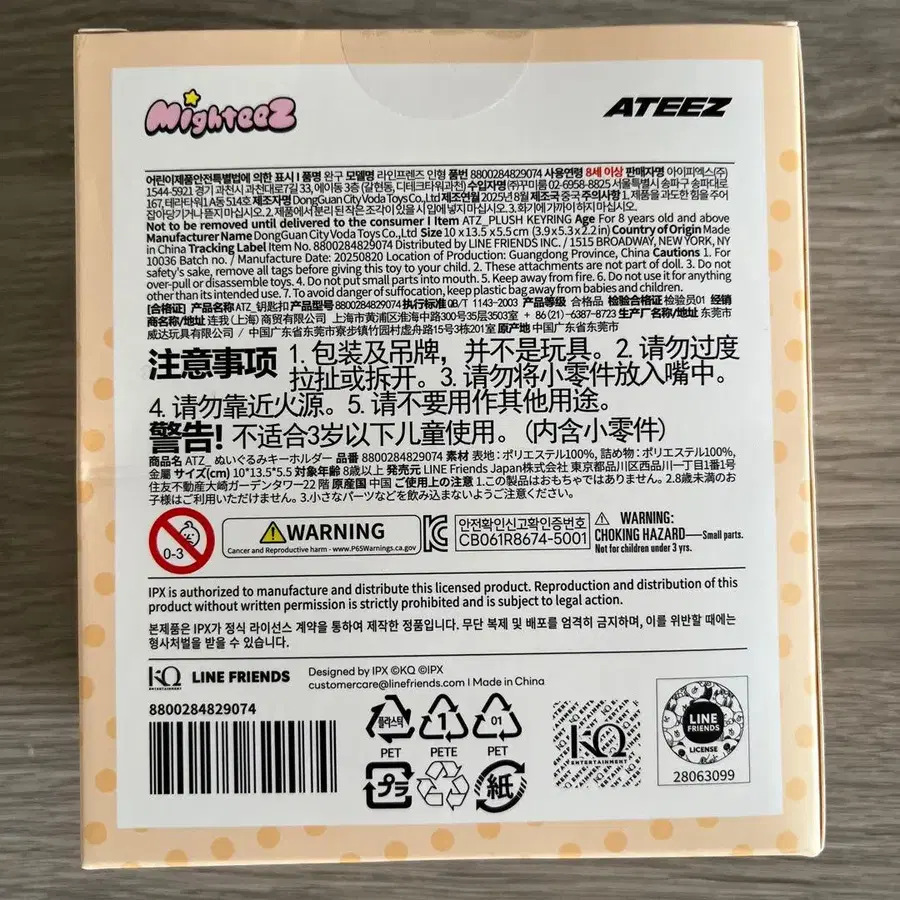 MighteeZ
ATEEZ
어린이제품안전특별법에 의한 표시 I 품명 완구 모델명 라인프렌즈 인형 품번 8800284829074 사용연령 8세 이상 판매자명 아이피엑스(주)
1544-5921 경기 과천시 과천대로7길 33, 에이동 3층 (갈현동, 디테크타워과천) 수입자명 (주)꾸미룸 02-6958-8825 서울특별시 송파구 송파대로
167, 테라타워1 A동 514호 제조자명 DongGuan City Voda Toys Co.,Ltd 제조연월 2025년 8월 제조국 중국 주의사항 1. 제품을 과도한 힘을 주어
잡아당기거나 뜯지 마십시오. 2. 제품에서 분리된 작은 조각이 있을 시 입에 넣지 마십시오. 3. 화기에 가까이 하지 마십시오.
Not to be removed until delivered to the consumer I Item ATZ_ PLUSH KEYRING Age For 8 years old and above
Manufacturer Name DongGuan City Voda Toys Co.,Ltd Size 10 x 13.5 x 5.5cm (3.9 x 5.3 x 2.2 in) Country of Origin Made
in China Tracking Label Item No. 8800284829074 Distributed by LINE FRIENDS INC. / 1515 BROADWAY, NEW YORK, NY
10036 Batch no. / Manufacture Date: 20250820 Location of Production: Guangdong Province, China Cautions 1. For
safety's sake, remove all tags before giving this toy to your child. 2. These attachments are not part of doll. 3. Do not
over-pull or disassemble toys. 4. Do not put small parts into mouth. 5. Keep away from fire. 6. Do not use it for anything
other than its intended use. 7. To avoid danger of suffocation, keep plastic bag away from babies and children.
[合格证] 产品名称 ATZ_钥匙扣 产品型号 8800284829074 执行标准 QB/T 1143-2003 产品等级 合格品 检验合格证 检验员01 经销
商名称/地址 连我(上海)商贸有限公司 上海市黄浦区淮海中路300号35层3503室 + 86 (21)-6387-8723 生产厂名称/地址 东莞市
威达玩具有限公司 / 中国广东省东莞市寮步镇竹园村虚舟路15号3栋201室 原产地 中国广东省东莞市
注意事项 1. 包装及吊牌，并不是玩具。2. 请勿过度
拉扯或拆开。3. 请勿将小零件放入嘴中。
4. 请勿靠近火源。5. 请不要用作其他用途。
警告! 不适合3岁以下儿童使用。(内含小零件)
商品名 ATZ_ ぬいぐるみキーホルダー 品番 8800284829074 素材 表地：ポリエステル100%, 詰め物：ポリエステル100%,
金属 サイズ(cm) 10*13.5*5.5 対象年齢 8歳以上 発売元 LINE Friends Japan株式会社 東京都品川区西品川一丁目1番1号
住友不動産大崎ガーデンタワー22階 原産国 中国 ご使用上の注意 1.この製品はおもちゃではありません。2.8歳未満のお
子様はご利用いただけません。3.小さなパーツなどを飲み込まないようご注意ください。
0-3
WARNING
Cancer and Reproductive harm - www.P65Warnings.ca.gov
안전확인신고확인증번호
CB061R8674-5001
WARNING:
CHOKING HAZARD—Small parts.
Not for children under 3 yrs.
IPX is authorized to manufacture and distribute this licensed product. Reproduction and distribution of this
product without written permission is strictly prohibited and is subject to legal action.
본제품은 IPX가 정식 라이선스 계약을 통하여 제작한 정품입니다. 무단 복제 및 배포를 엄격히 금지하며, 이를 위반할 때에는
형사처벌을 받을 수 있습니다.
KQ ENTERTAINMENT LINE FRIENDS
Designed by IPX ©KQ ©IPX
customercare@linefriends.com I Made in China
8800284829074
플라스틱 1 01
PET PETE PET
プラ 紙
KQ
ENTERTAINMENT
LINE
FRIENDS
LICENSE
28063099